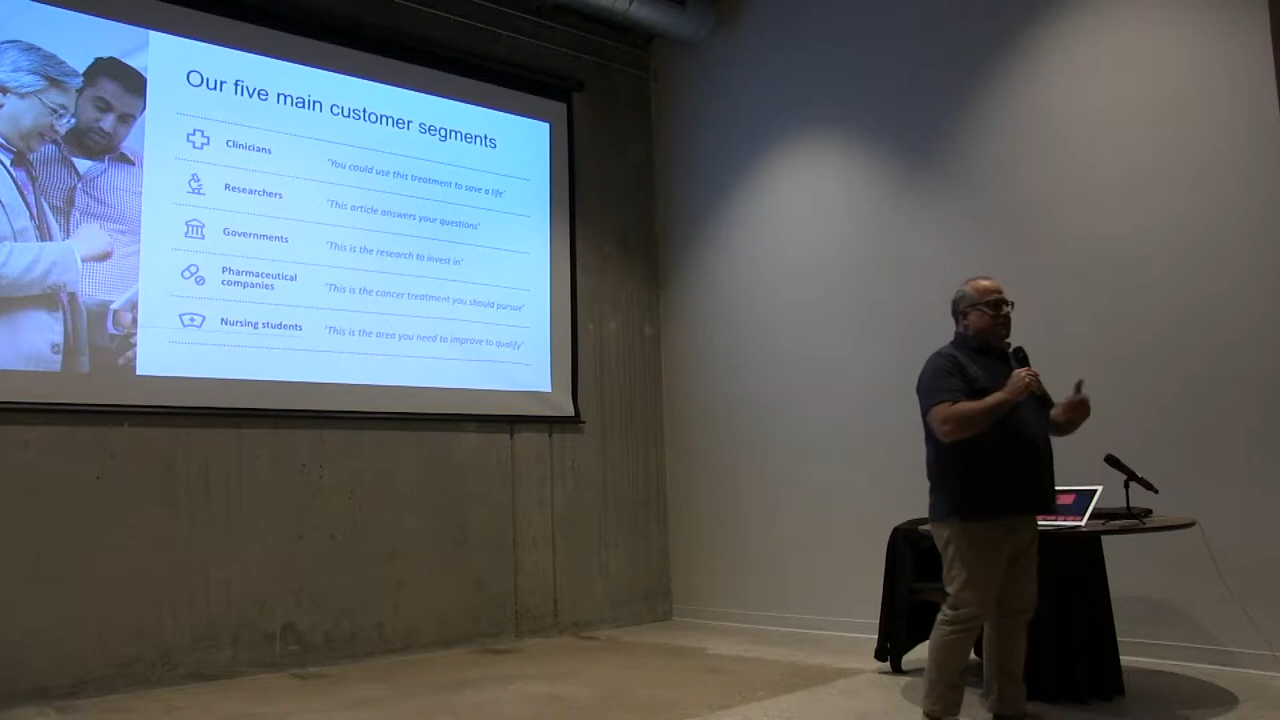 Our five main customer segments
Clinicians
'You could use this treatment to save a life'
Researchers
'This article answers your questions'
Governments
'This is the research to invest in'
Pharmaceutical
companies
'This is the cancer treatment you should pursue'
Nursing students
'This is the area you need to improve to qualify'